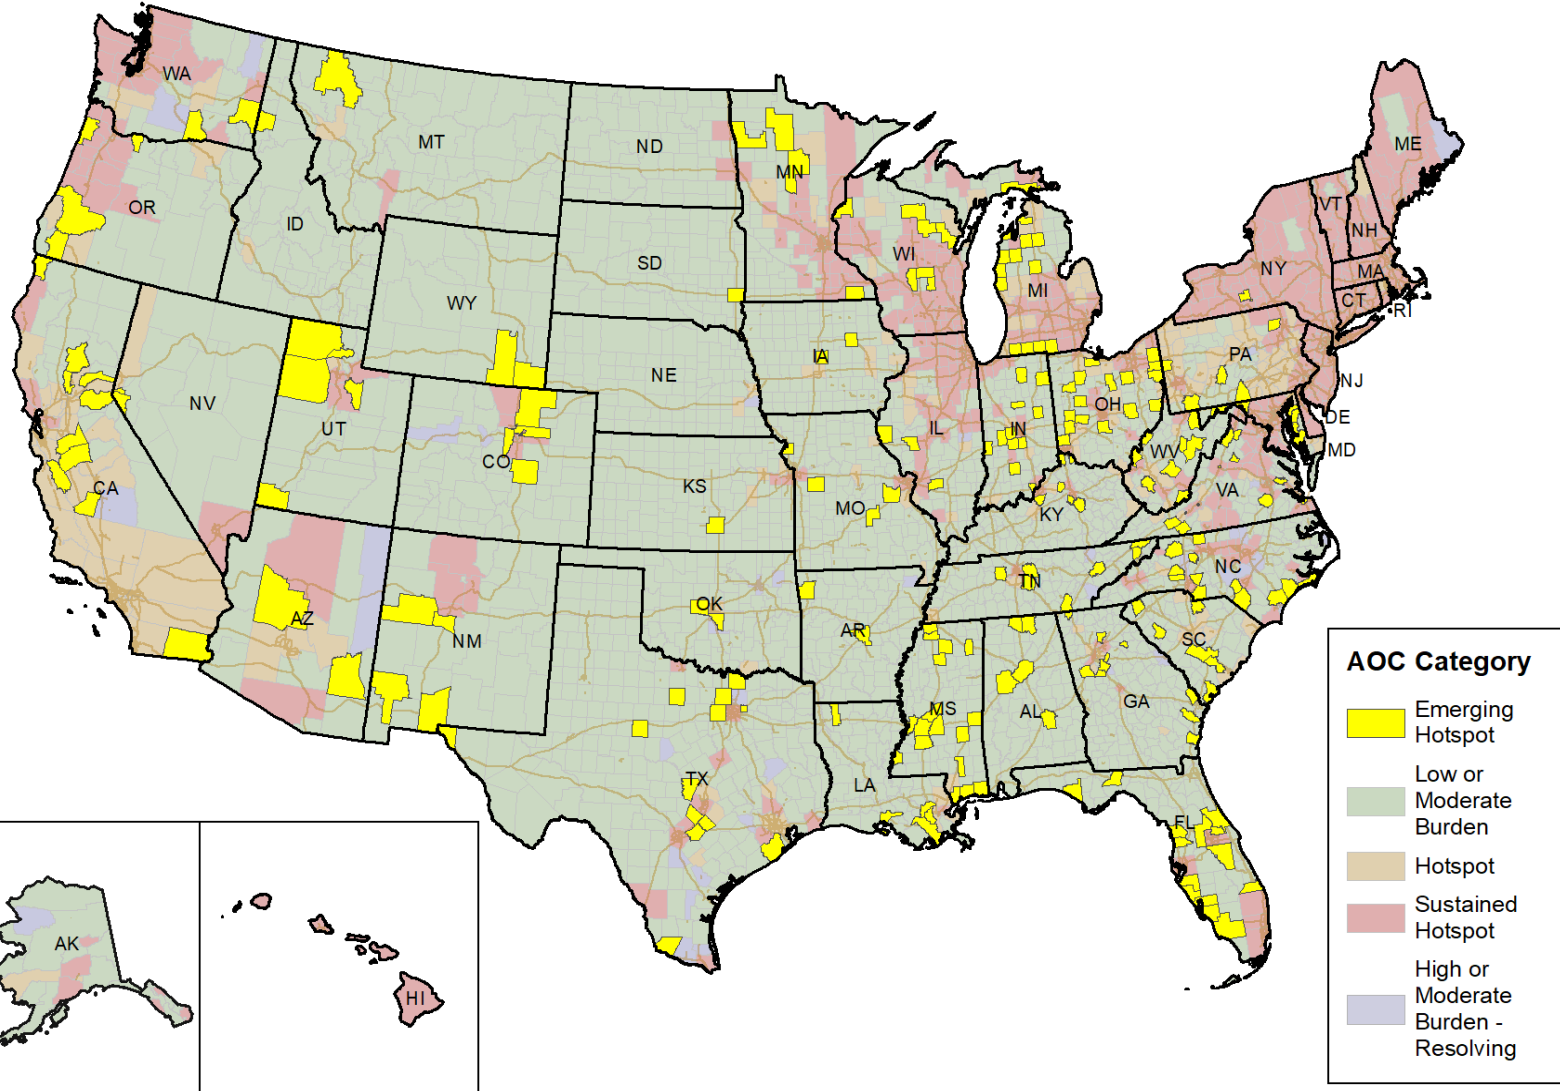 WA
MT
ND
MN
ME
OR
ID
SD
WI
VT
NH
NY
MA
CT
RI
MI
WY
IA
PA
NE
NJ
NV
OH
UT
IL
IN
DE
CO
MD
WV
CA
KS
MO
VA
KY
NC
TN
OK
AZ
AR
NM
SC
MS
AL
GA
TX
LA
FL
AK
HI
AOC Category
Emerging
Hotspot
Low or
Moderate
Burden
Hotspot
Sustained
Hotspot
High or
Moderate
Burden -
Resolving